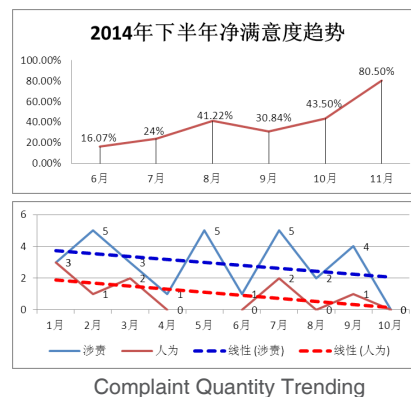 2014年下半年净满意度趋势
100.00%
80.00%
60.00%
40.00%
20.00%
0.00%
16.07%
24%
41.22%
30.84%
43.50%
80.50%
6月 7月 8月 9月 10月 11月
6
4
2
0
3 5 3 1 5 1 5 2 4 0
1 2 0 0 2 0 1 0
1月 2月 3月 4月 5月 6月 7月 8月 9月 10月
涉责 人为 线性 (涉责) 线性 (人为)
Complaint Quantity Trending